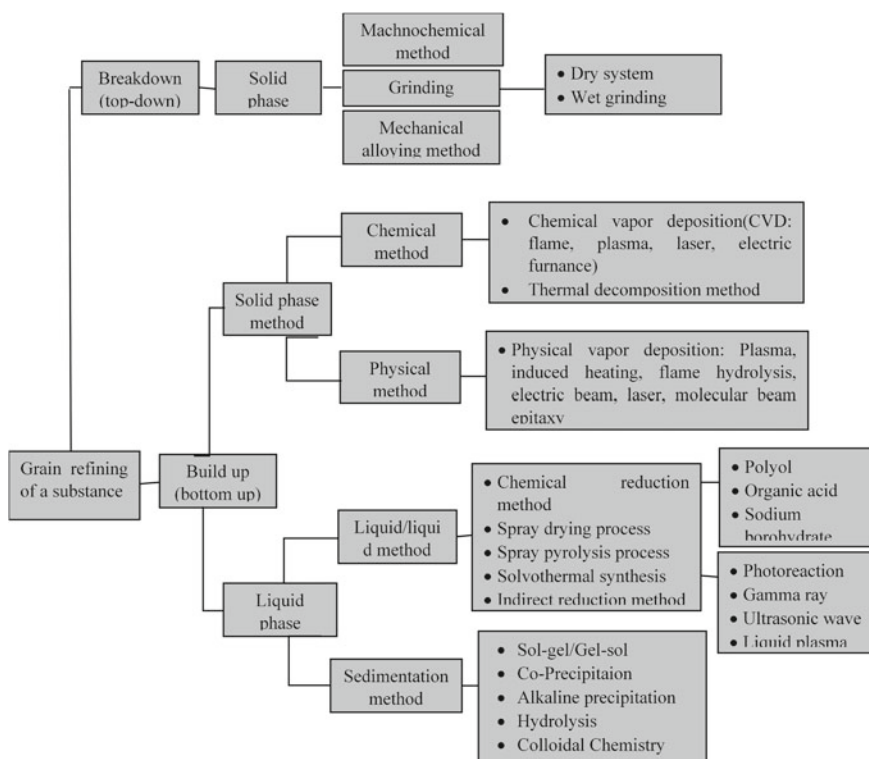 Machnochemical
method
Breakdown
(top-down)
Solid
phase
Grinding
• Dry system
• Wet grinding
Mechanical
alloying method
Chemical
method
• Chemical vapor deposition(CVD:
flame, plasma, laser, electric
furnance)
• Thermal decomposition method
Solid phase
method
Physical
method
• Physical vapor deposition: Plasma,
induced heating, flame hydrolysis,
electric beam, laser, molecular beam
epitaxy
Grain refining
of a substance
Build up
(bottom up)
Liquid/liqui
d method
• Chemical reduction
method
• Spray drying process
• Spray pyrolysis process
• Solvothermal synthesis
• Indirect reduction method
• Polyol
• Organic acid
• Sodium
borohydrate
• Photoreaction
• Gamma ray
• Ultrasonic wave
• Liquid plasma
Liquid
phase
Sedimentation
method
• Sol-gel/Gel-sol
• Co-Precipitaion
• Alkaline precipitation
• Hydrolysis
• Colloidal Chemistry